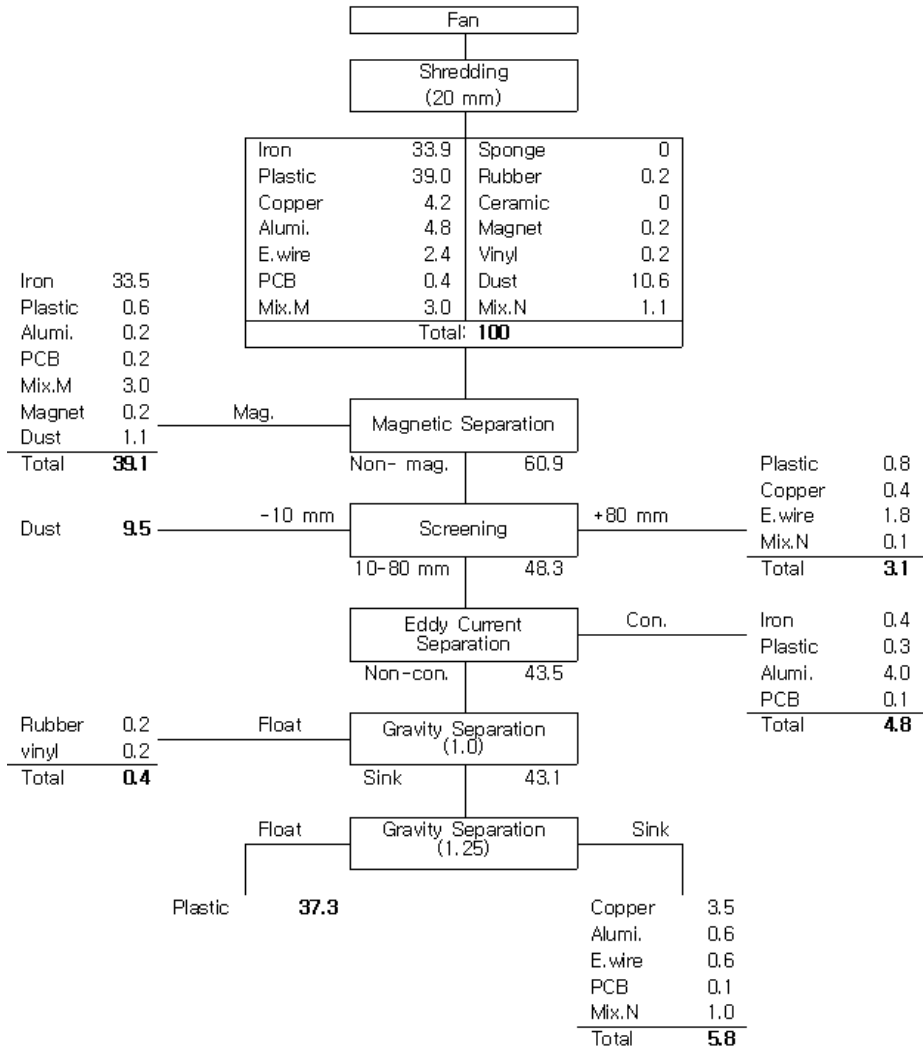 Fan
Shredding
(20 mm)
Iron 33.9 Sponge 0
Plastic 39.0 Rubber 0.2
Copper 4.2 Ceramic 0
Alumi. 4.8 Magnet 0.2
E.wire 2.4 Vinyl 0.2
PCB 0.4 Dust 10.6
Mix.M 3.0 Mix.N 1.1
Total: 100
Iron 33.5
Plastic 0.6
Alumi. 0.2
PCB 0.2
Mix.M 3.0
Magnet 0.2
Dust 1.1
Total 39.1
Mag.
Magnetic Separation
Non- mag. 60.9
Dust 9.5
-10 mm
Screening
+80 mm
Plastic 0.8
Copper 0.4
E.wire 1.8
Mix.N 0.1
Total 3.1
10-80 mm 48.3
Eddy Current
Separation
Con.
Iron 0.4
Plastic 0.3
Alumi. 4.0
PCB 0.1
Total 4.8
Non-con. 43.5
Rubber 0.2
vinyl 0.2
Total 0.4
Float
Gravity Separation
(1.0)
Sink 43.1
Float
Gravity Separation
(1.25)
Sink
Plastic 37.3
Copper 3.5
Alumi. 0.6
E.wire 0.6
PCB 0.1
Mix.N 1.0
Total 5.8